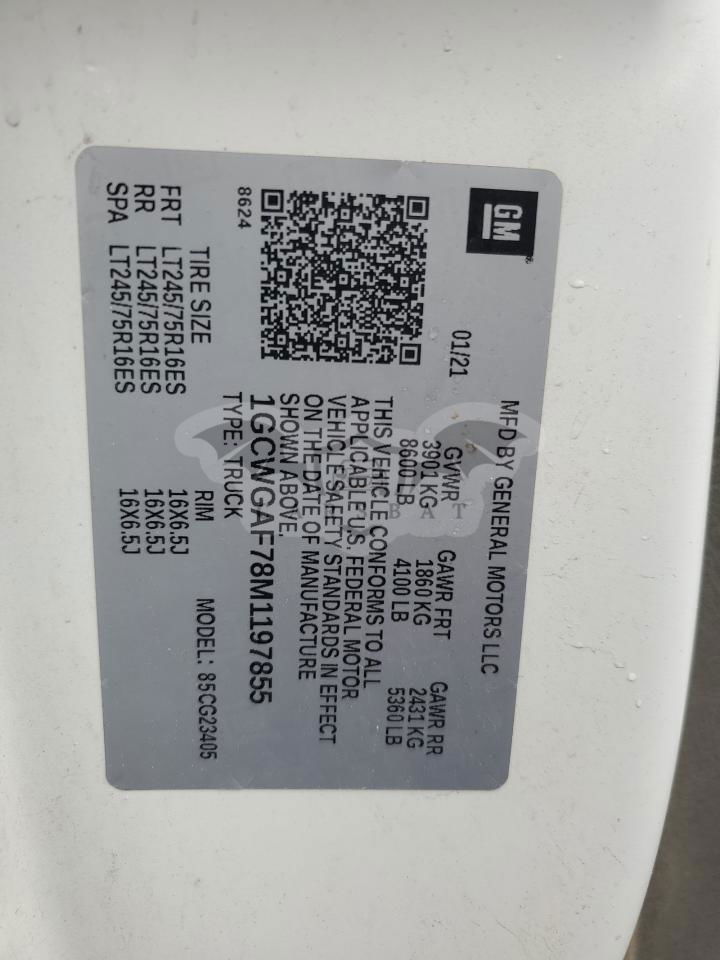 GM
MFD BY GENERAL MOTORS LLC
01/21
GVWR GAWR FRT GAWR RR
3901 KG 1860 KG 2431 KG
8600 LB 4100 LB 5360 LB
THIS VEHICLE CONFORMS TO ALL
APPLICABLE U.S. FEDERAL MOTOR
VEHICLE SAFETY STANDARDS IN EFFECT
ON THE DATE OF MANUFACTURE
SHOWN ABOVE.
1GCWGAF78M1197855
TYPE: TRUCK MODEL: 85CG23405
8624
TIRE SIZE RIM
FRT LT245/75R16ES 16X6.5J
RR LT245/75R16ES 16X6.5J
SPA LT245/75R16ES 16X6.5J